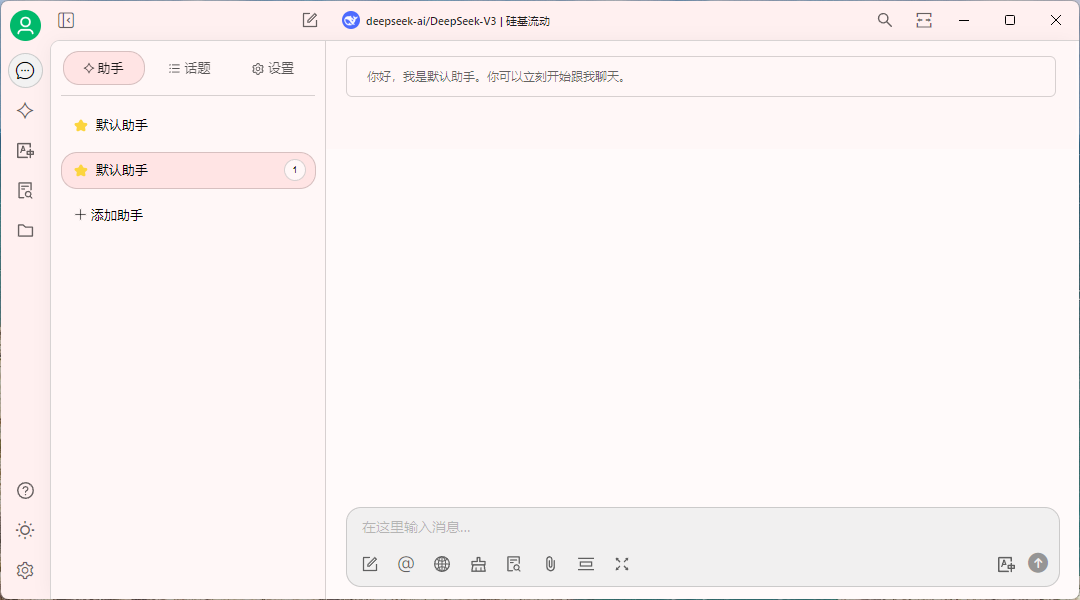 deepseek-ai/DeepSeek-V3 | 硅基流动
助手
话题
设置
默认助手
默认助手
1
添加助手
你好，我是默认助手。你可以立刻开始跟我聊天。
在这里输入消息...